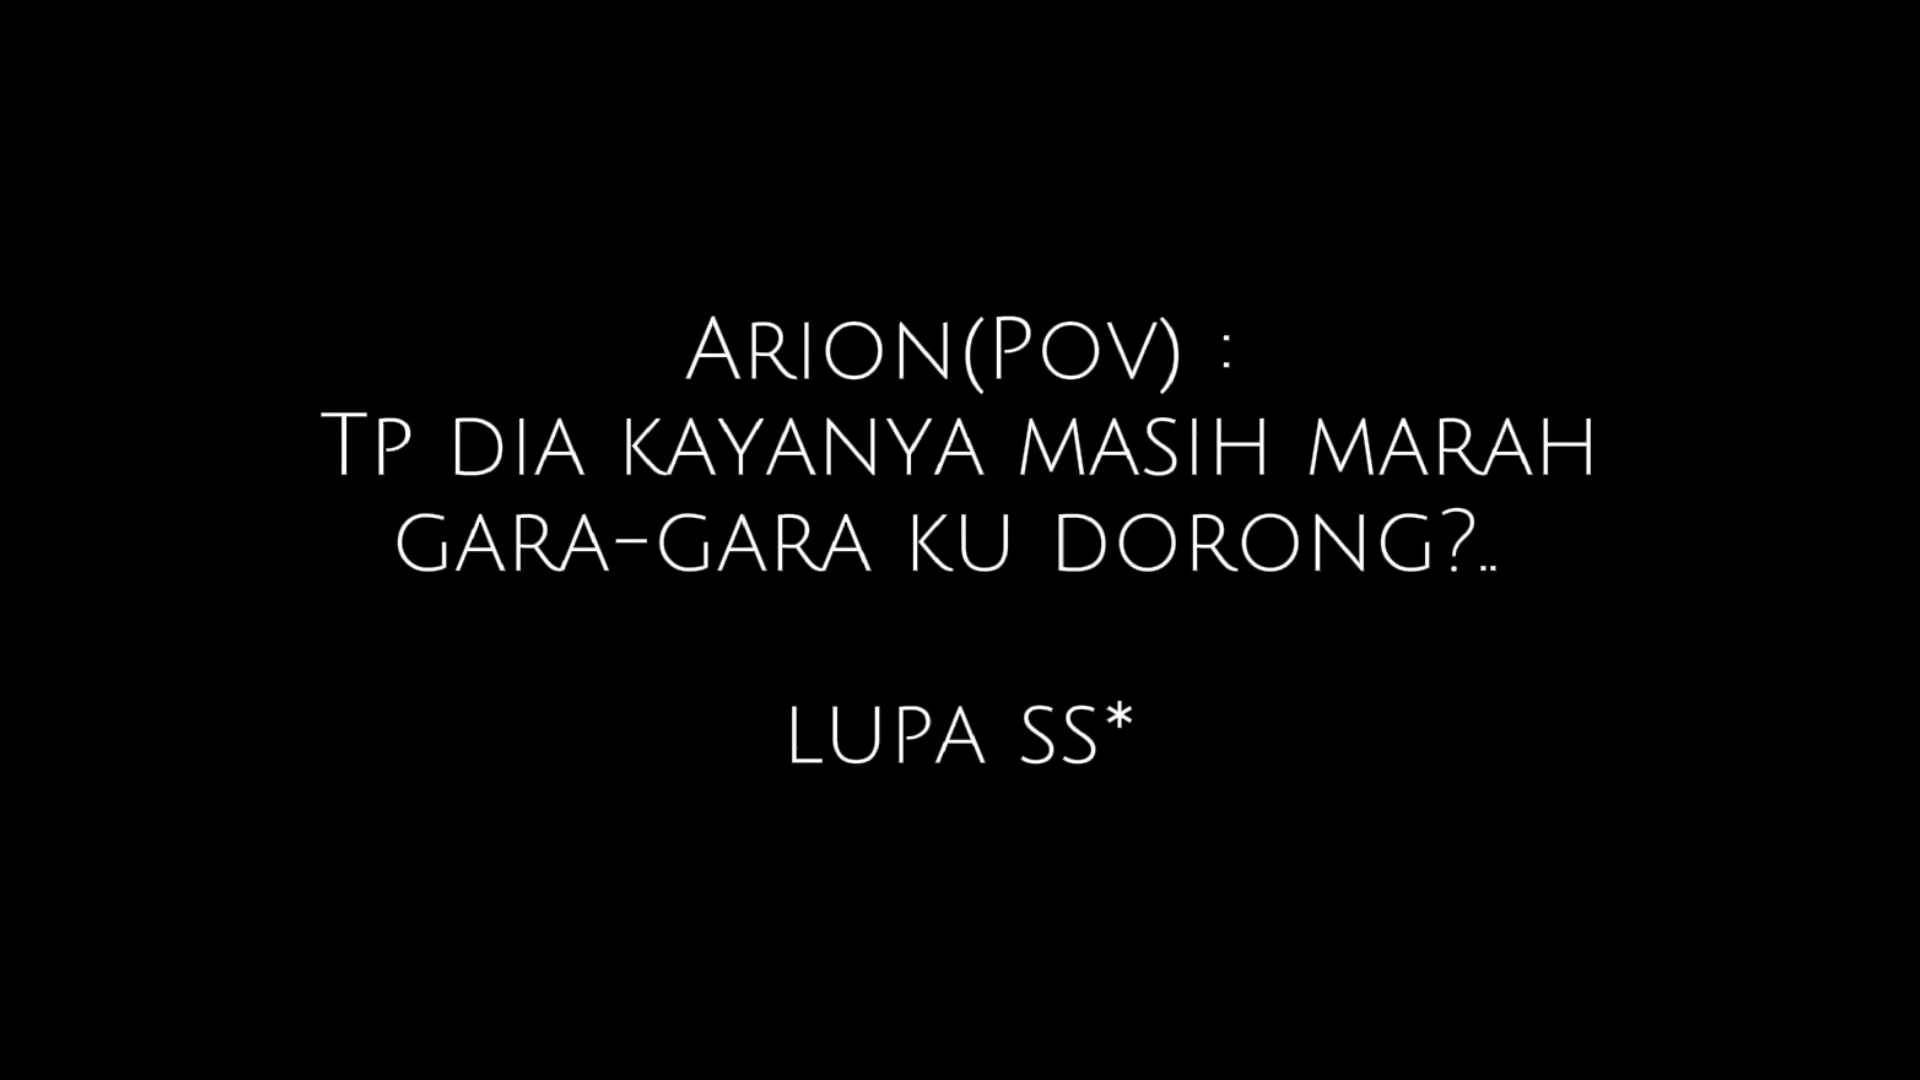 Arion(Pov) :
Tp dia kayanya masih marah
gara-gara ku dorong?..
lupa ss*